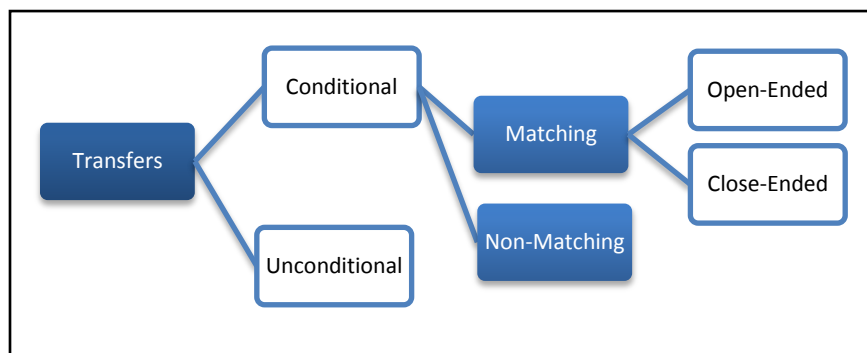 Transfers
Conditional
Unconditional
Matching
Non-Matching
Open-Ended
Close-Ended